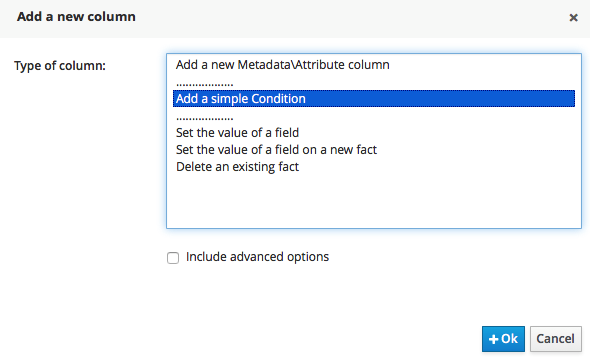 Add a new column
×
Type of column:
Add a new Metadata\Attribute column
..................
Add a simple Condition
..................
Set the value of a field
Set the value of a field on a new fact
Delete an existing fact
Include advanced options
+ Ok
Cancel